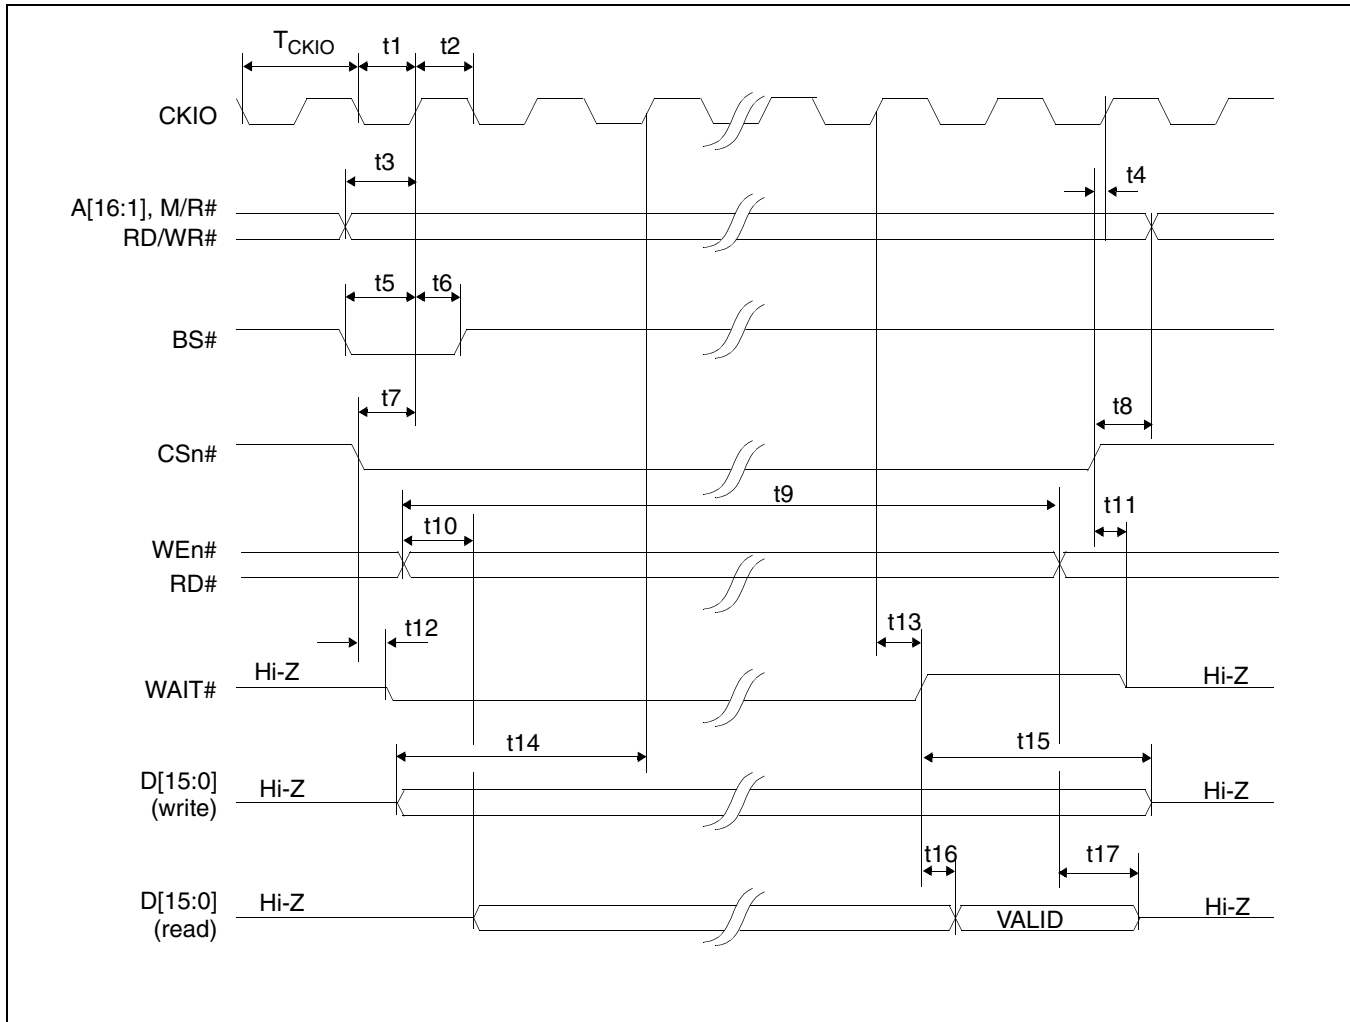 TCKIO t1 t2
CKIO
t3
t4
A[16:1], M/R#
RD/WR#
t5 t6
BS#
t7
t8
CSn#
t9
t11
t10
WEn#
RD#
t12
t13
Hi-Z
Hi-Z
WAIT#
t14
t15
D[15:0]
(write)
Hi-Z
Hi-Z
t16
t17
D[15:0]
(read)
Hi-Z
VALID
Hi-Z